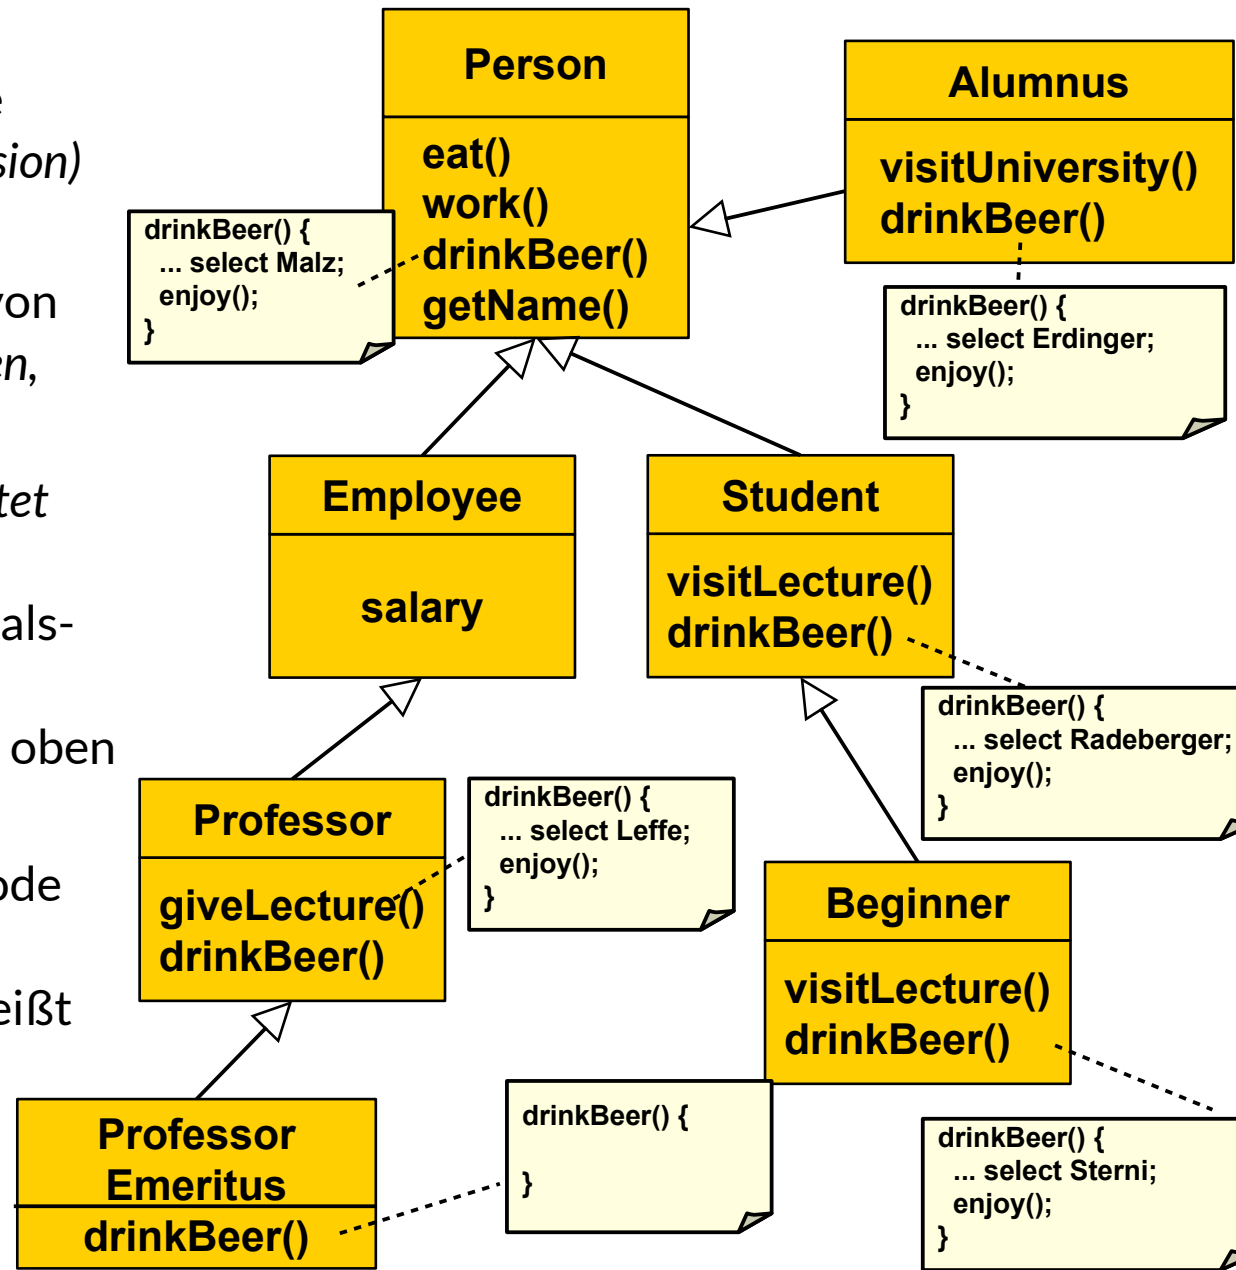 e
sion)
von
en,
tet
als-
oben
ode
eißt
Person
eat()
work()
drinkBeer()
getName()
drinkBeer() {
... select Malz;
enjoy();
}
Alumnus
visitUniversity()
drinkBeer()
drinkBeer() {
... select Erdinger;
enjoy();
}
Employee
salary
Student
visitLecture()
drinkBeer()
drinkBeer() {
... select Radeberger;
enjoy();
}
Professor
giveLecture()
drinkBeer()
drinkBeer() {
... select Leffe;
enjoy();
}
Beginner
visitLecture()
drinkBeer()
drinkBeer() {
... select Sterni;
enjoy();
}
Professor
Emeritus
drinkBeer()
drinkBeer() {
}